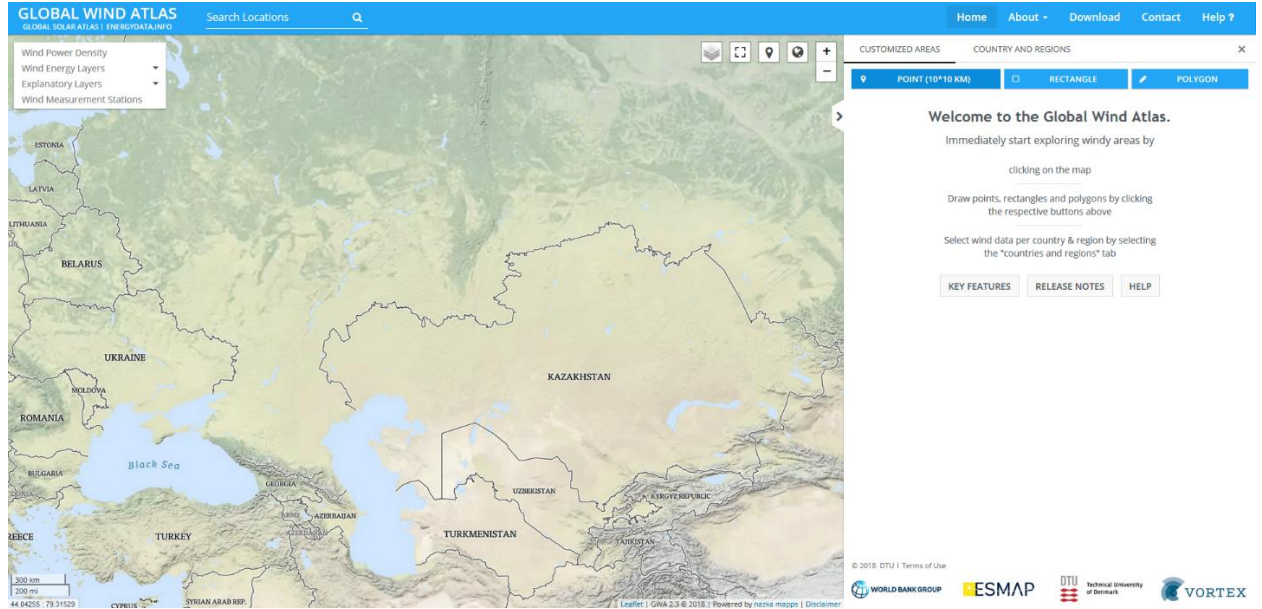 GLOBAL WIND ATLAS
GLOBAL SOLAR ATLAS | ENERGYDATA.INFO
Search Locations
Home About Download Contact Help ?
Wind Power Density
Wind Energy Layers
Explanatory Layers
Wind Measurement Stations
+
−
CUSTOMIZED AREAS COUNTRY AND REGIONS ×
POINT (10*10 KM) RECTANGLE POLYGON
Welcome to the Global Wind Atlas.
Immediately start exploring windy areas by
clicking on the map
Draw points, rectangles and polygons by clicking
the respective buttons above
Select wind data per country & region by selecting
the "countries and regions" tab
KEY FEATURES RELEASE NOTES HELP
ESTONIA
LATVIA
LITHUANIA
BELARUS
UKRAINE
KAZAKHSTAN
MOLDOVA
ROMANIA
Black Sea
BULGARIA
GEORGIA
UZBEKISTAN
KYRGYZ REPUBLIC
AZERBAIJAN
TURKEY
TURKMENISTAN
TAJIKISTAN
SYRIAN ARAB REP.
CYPRUS
300 km
200 mi
44.04255 : 79.31529
Leaflet | GWA 2.3 © 2018 | Powered by nazka mapps | Disclaimer
© 2018 DTU | Terms of Use
WORLD BANK GROUP
ESMAP
DTU
Technical University
of Denmark
VORTEX